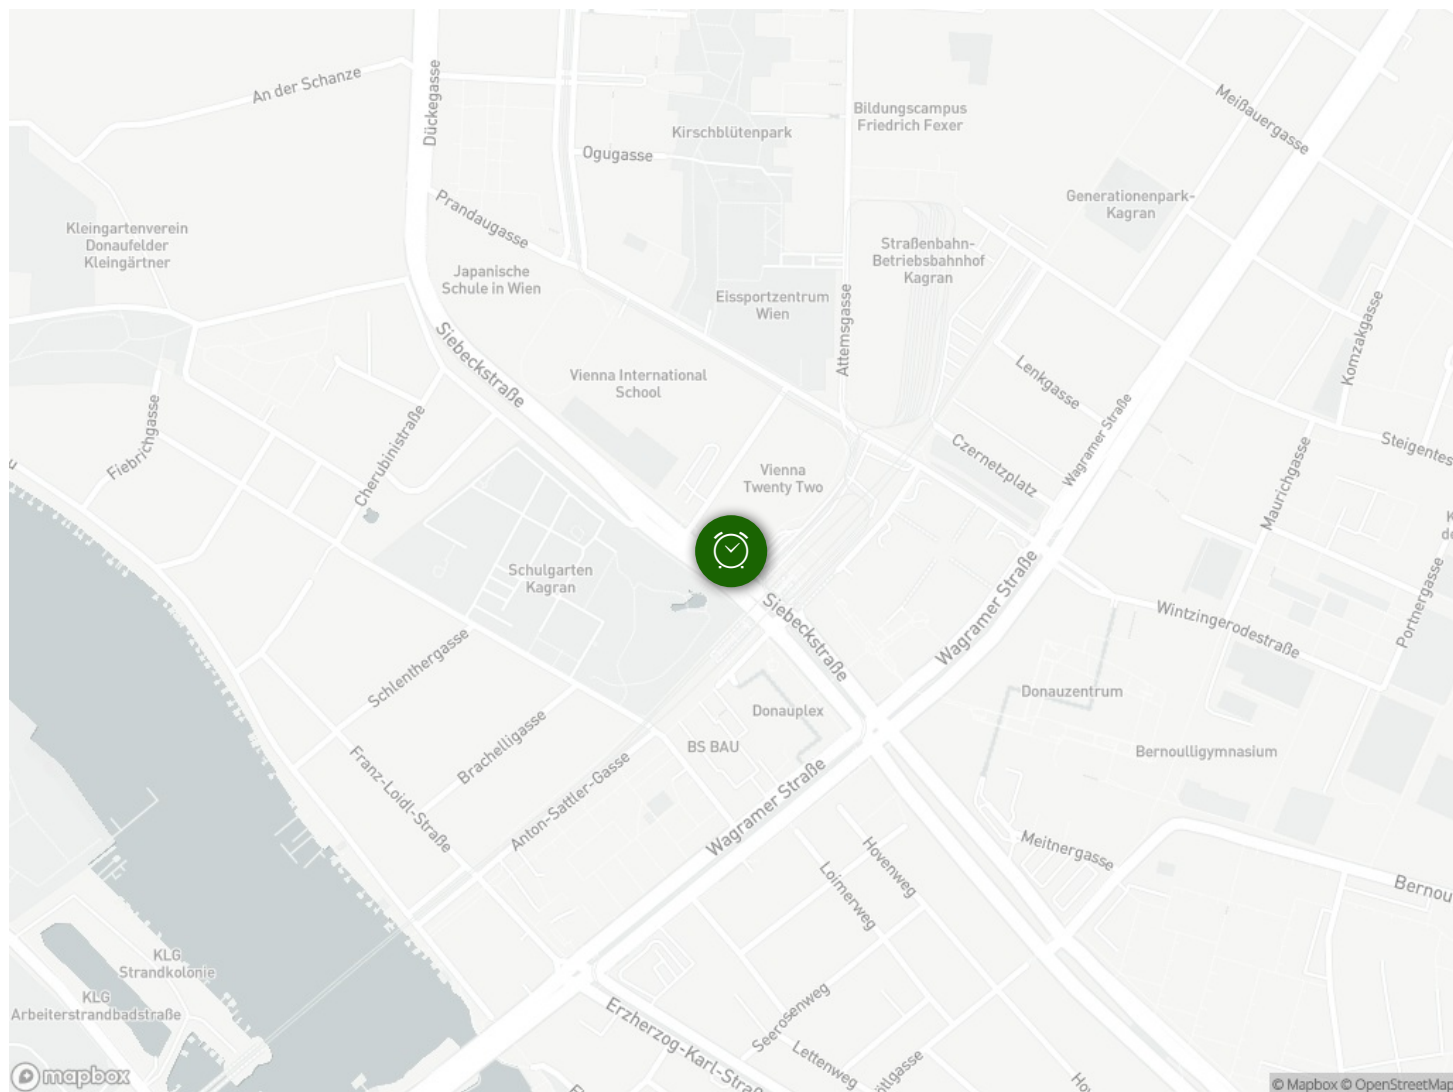 An der Schanze
Dückegasse
Kirschblütenpark
Bildungscampus
Friedrich Fexer
Meißauergasse
Ogugasse
Generationenpark-
Kagran
Prandaugasse
Kleingartenverein
Donaufelder
Kleingärtner
Straßenbahn-
Betriebsbahnhof
Kagran
Japanische
Schule in Wien
Eissportzentrum
Wien
Attemsgasse
Komzakgasse
Siebeckstraße
Vienna International
School
Lenkgasse
Wagramer Straße
Fiebrichgasse
Cherubinistraße
Czernetzplatz
Steigentes
Maurichgasse
u
Vienna
Twenty Two
K
de
Schulgarten
Kagran
Siebeckstraße
Wagramer Straße
Wintzingerodestraße
Portnergasse
Schlenthergasse
Donauzentrum
Donauplex
BS BAU
Bernoulligymnasium
Brachelligasse
Franz-Loidl-Straße
Anton-Sattler-Gasse
Wagramer Straße
Meitnergasse
Hovenweg
Loimerweg
Bernou
KLG
Strandkolonie
KLG
Arbeiterstrandbadstraße
Seerosenweg
Erzherzog-Karl-Straß
Lettenweg
mapbox
© Mapbox © OpenStreetMap